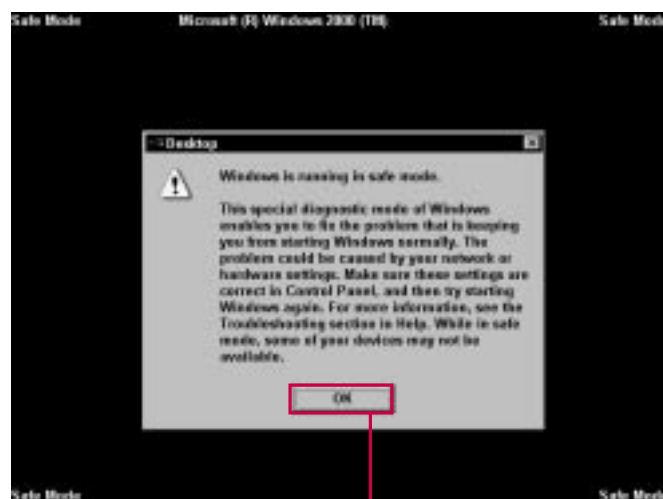 Safe Mode Microsoft (R) Windows 2000 (TM) Safe Mode
Desktop
Windows is running in safe mode.
This special diagnostic mode of Windows
enables you to fix the problem that is keeping
you from starting Windows normally. The
problem could be caused by your network or
hardware settings. Make sure these settings are
correct in Control Panel, and then try starting
Windows again. For more information, see the
Troubleshooting section in Help. While in safe
mode, some of your devices may not be
available.
OK
Safe Mode Safe Mode